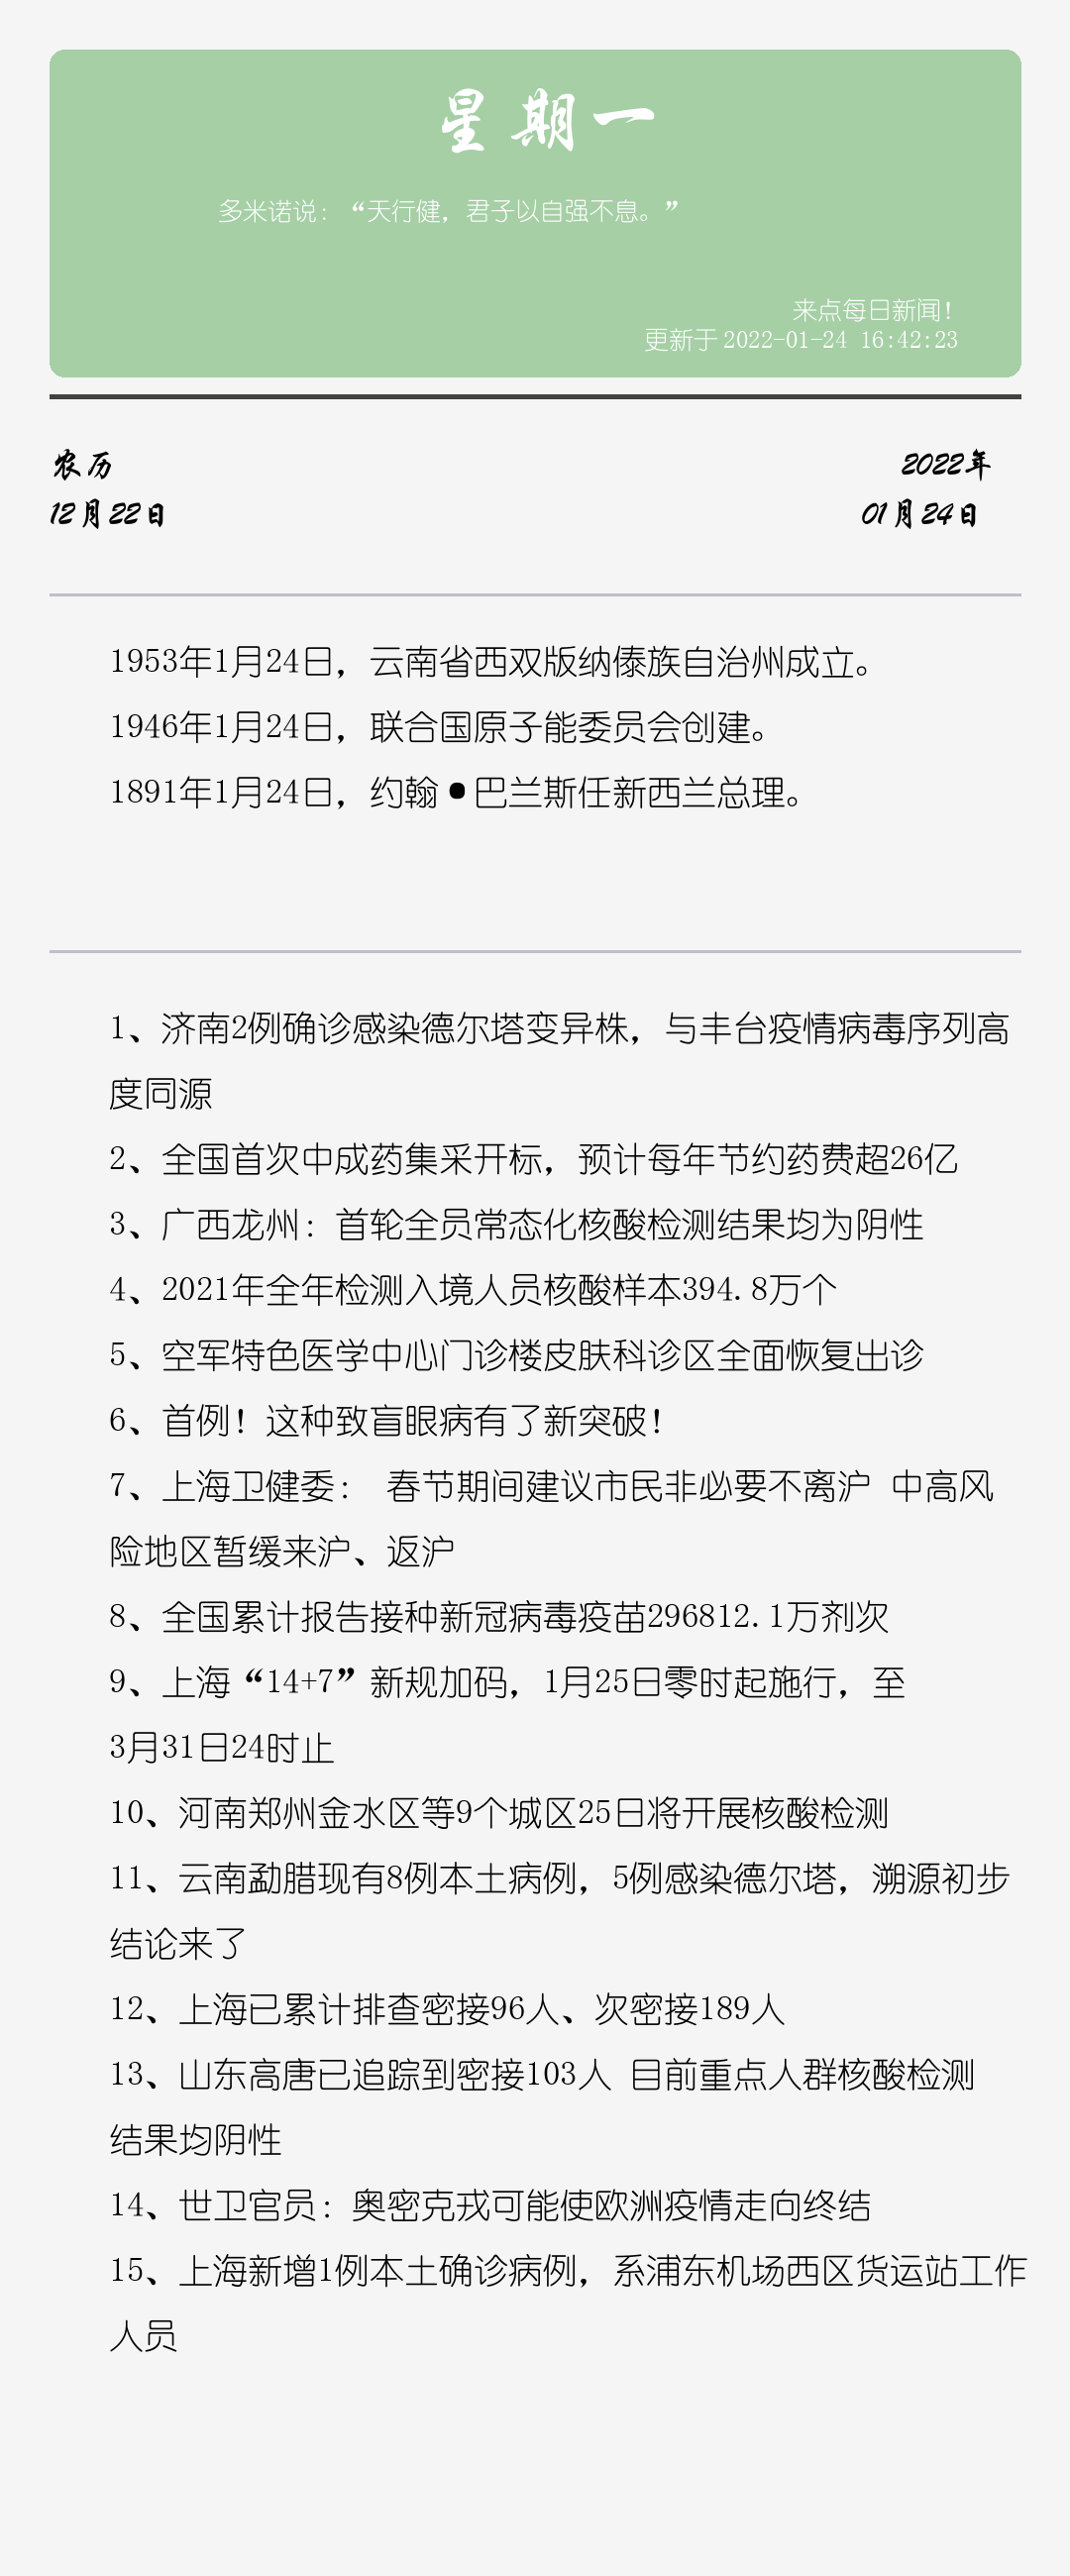 星期一
多米诺说：“天行健，君子以自强不息。”
来点每日新闻！
更新于 2022-01-24 16:42:23
农历
12月22日
2022年
01月24日
1953年1月24日，云南省西双版纳傣族自治州成立。
1946年1月24日，联合国原子能委员会创建。
1891年1月24日，约翰•巴兰斯任新西兰总理。
1、济南2例确诊感染德尔塔变异株，与丰台疫情病毒序列高
度同源
2、全国首次中成药集采开标，预计每年节约药费超26亿
3、广西龙州：首轮全员常态化核酸检测结果均为阴性
4、2021年全年检测入境人员核酸样本394.8万个
5、空军特色医学中心门诊楼皮肤科诊区全面恢复出诊
6、首例！这种致盲眼病有了新突破！
7、上海卫健委： 春节期间建议市民非必要不离沪 中高风
险地区暂缓来沪、返沪
8、全国累计报告接种新冠病毒疫苗296812.1万剂次
9、上海“14+7”新规加码，1月25日零时起施行，至
3月31日24时止
10、河南郑州金水区等9个城区25日将开展核酸检测
11、云南勐腊现有8例本土病例，5例感染德尔塔，溯源初步
结论来了
12、上海已累计排查密接96人、次密接189人
13、山东高唐已追踪到密接103人 目前重点人群核酸检测
结果均阴性
14、世卫官员：奥密克戎可能使欧洲疫情走向终结
15、上海新增1例本土确诊病例，系浦东机场西区货运站工作
人员